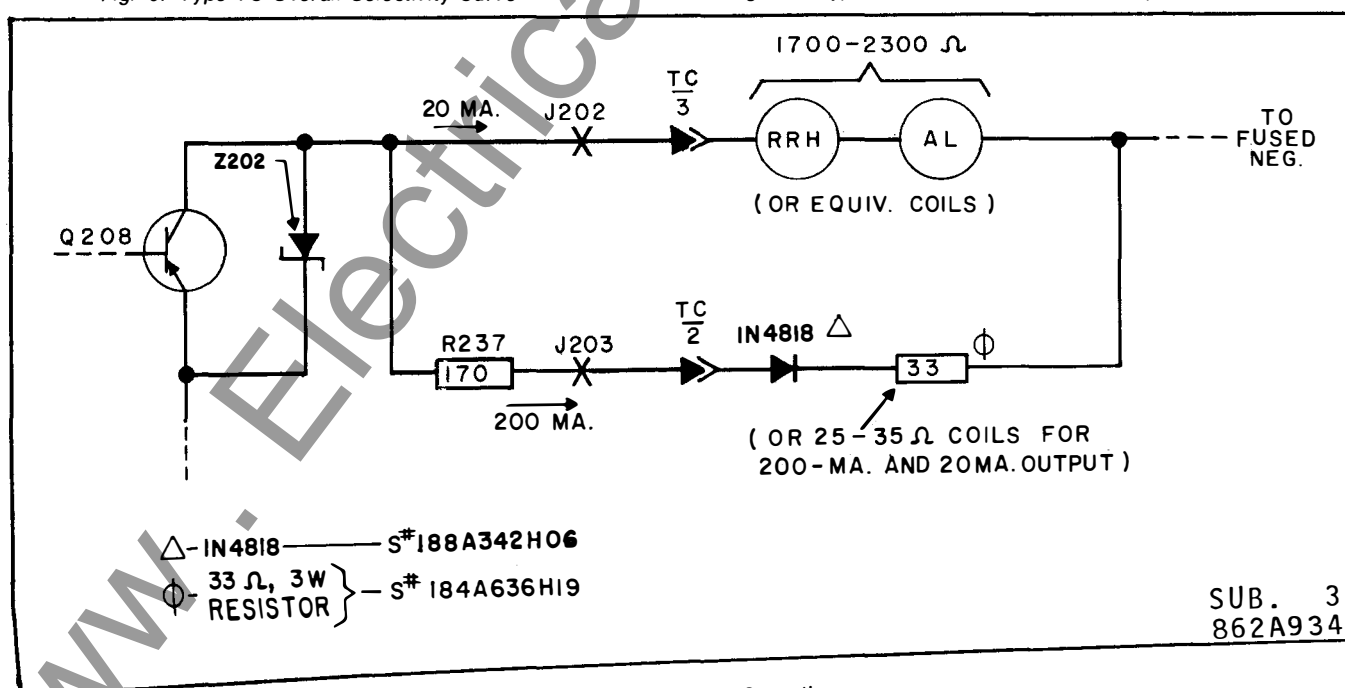 1700-2300 Ω
20 MA.
J202
TC
3
TO
FUSED
NEG.
Z202
RRH
AL
(OR EQUIV. COILS)
Q208
R237
170
J203
TC
2
IN4818 △
33
ϕ
200 MA.
(OR 25-35 Ω COILS FOR
200-MA. AND 20MA. OUTPUT)
△-IN4818 — S#188A342H06
ϕ- 33 Ω, 3W
RESISTOR } — S# 184A636H19
SUB. 3
862A934
www. Electrica